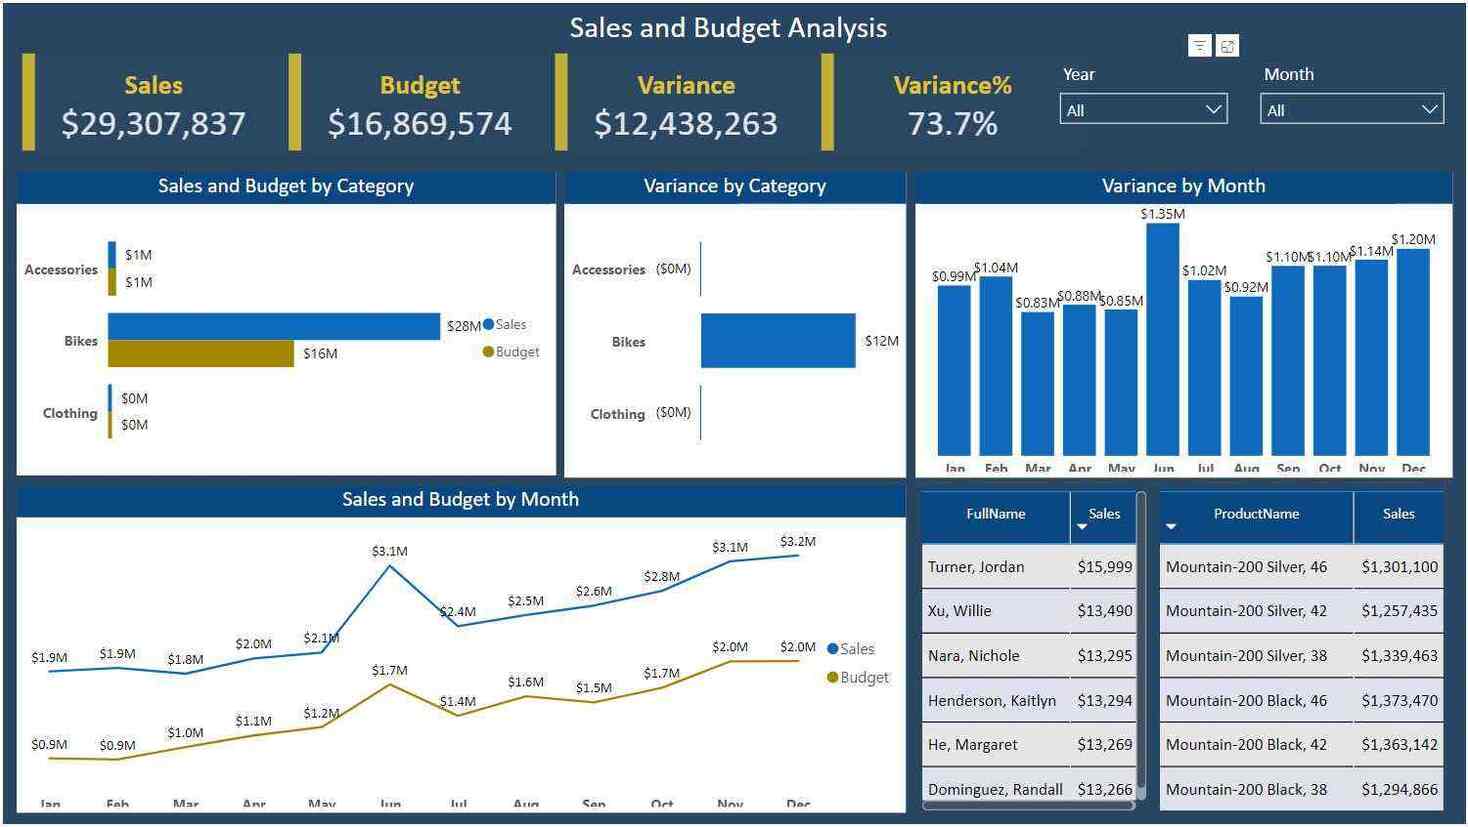 Sales and Budget Analysis
Sales
$29,307,837
Budget
$16,869,574
Variance
$12,438,263
Variance%
73.7%
Year
All
Month
All
Sales and Budget by Category
Accessories
$1M
$1M
Bikes
$28M
$16M
Clothing
$0M
$0M
Sales
Budget
Variance by Category
Accessories ($0M)
Bikes $12M
Clothing ($0M)
Variance by Month
$0.99M $1.04M $0.83M $0.88M $0.85M $1.35M $1.02M $0.92M $1.10M $1.10M $1.14M $1.20M
Jan Feb Mar Apr May Jun Jul Aug Sep Oct Nov Dec
Sales and Budget by Month
$1.9M $1.9M $1.8M $2.0M $2.1M $3.1M $2.4M $2.5M $2.6M $2.8M $3.1M $3.2M
$0.9M $0.9M $1.0M $1.1M $1.2M $1.7M $1.4M $1.6M $1.5M $1.7M $2.0M $2.0M
Sales
Budget
Jan Feb Mar Apr May Jun Jul Aug Sep Oct Nov Dec
FullName Sales
Turner, Jordan $15,999
Xu, Willie $13,490
Nara, Nichole $13,295
Henderson, Kaitlyn $13,294
He, Margaret $13,269
Dominguez, Randall $13,266
ProductName Sales
Mountain-200 Silver, 46 $1,301,100
Mountain-200 Silver, 42 $1,257,435
Mountain-200 Silver, 38 $1,339,463
Mountain-200 Black, 46 $1,373,470
Mountain-200 Black, 42 $1,363,142
Mountain-200 Black, 38 $1,294,866